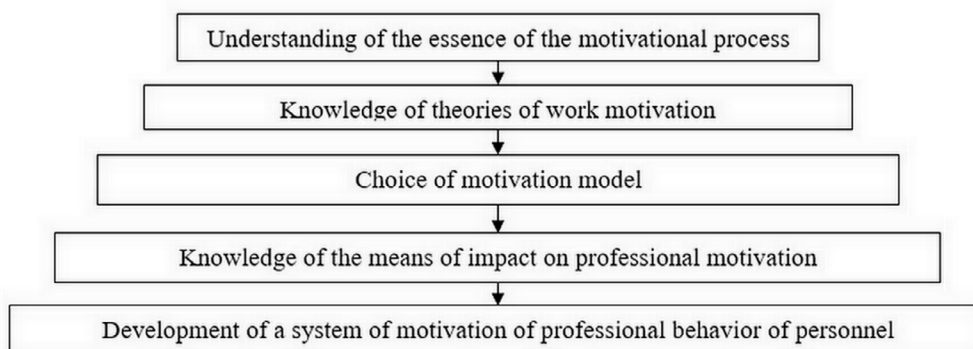 Understanding of the essence of the motivational process
Knowledge of theories of work motivation
Choice of motivation model
Knowledge of the means of impact on professional motivation
Development of a system of motivation of professional behavior of personnel